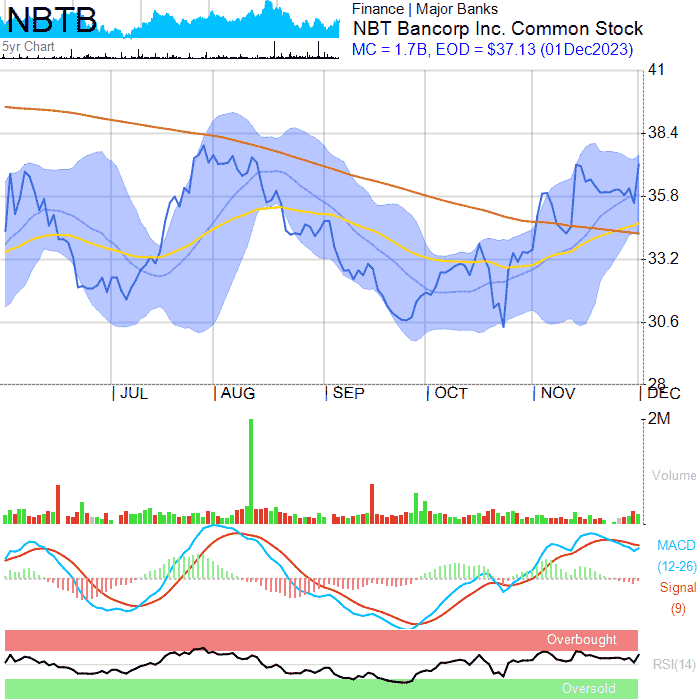 NBTB
5yr Chart
Finance | Major Banks
NBT Bancorp Inc. Common Stock
MC = 1.7B, EOD = $37.13 (01Dec2023)
41
38.4
35.8
33.2
30.6
28
JUL AUG SEP OCT NOV DEC
2M
Volume
MACD
(12-26)
Signal
(9)
Overbought
RSI(14)
Oversold